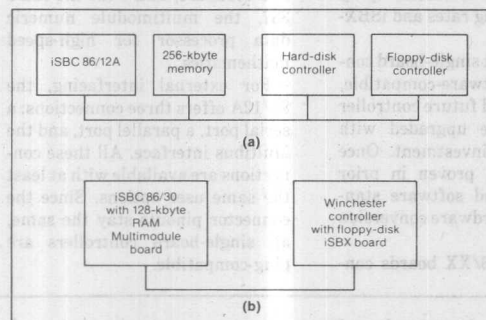 iSBC 86/12A
256-kbyte
memory
Hard-disk
controller
Floppy-disk
controller
(a)
iSBC 86/30
with 128-kbyte
RAM
Multimodule
board
Winchester
controller
with floppy-disk
iSBX board
(b)